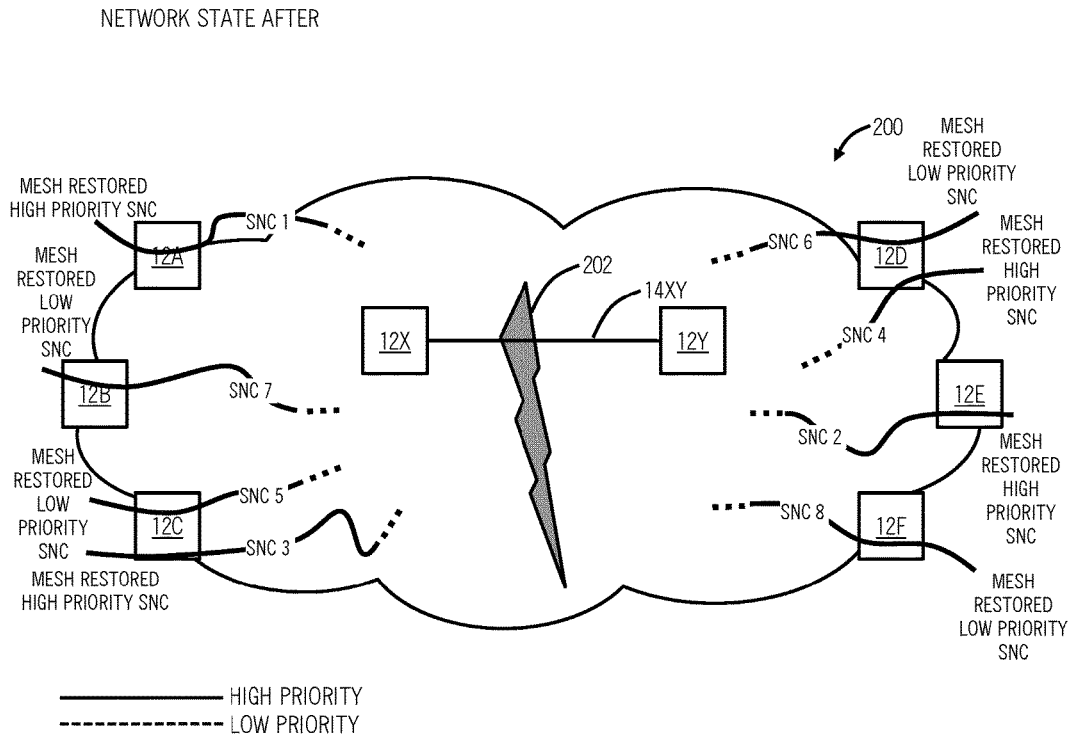 NETWORK STATE AFTER
200
MESH
RESTORED
LOW PRIORITY
SNC
MESH RESTORED
HIGH PRIORITY SNC
SNC 1
12A
SNC 6
12D
MESH
RESTORED
HIGH
PRIORITY
SNC
MESH
RESTORED
LOW
PRIORITY
SNC
202
14XY
12X
12Y
SNC 4
12B
SNC 7
12E
SNC 2
MESH
RESTORED
HIGH
PRIORITY
SNC
MESH
RESTORED
LOW
PRIORITY
SNC
SNC 5
12C
SNC 3
SNC 8
12F
MESH RESTORED
HIGH PRIORITY SNC
MESH
RESTORED
LOW PRIORITY
SNC
HIGH PRIORITY
LOW PRIORITY